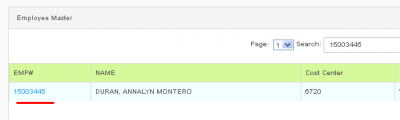 Employee Master
Page: 1 Search: 15003445
EMP# NAME Cost Center
15003445 DURAN, ANNALYN MONTERO 6720